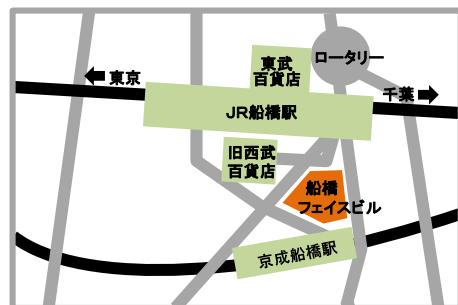 ロータリー
東武
百貨店
東京
千葉
JR船橋駅
旧西武
百貨店
船橋
フェイスビル
京成船橋駅